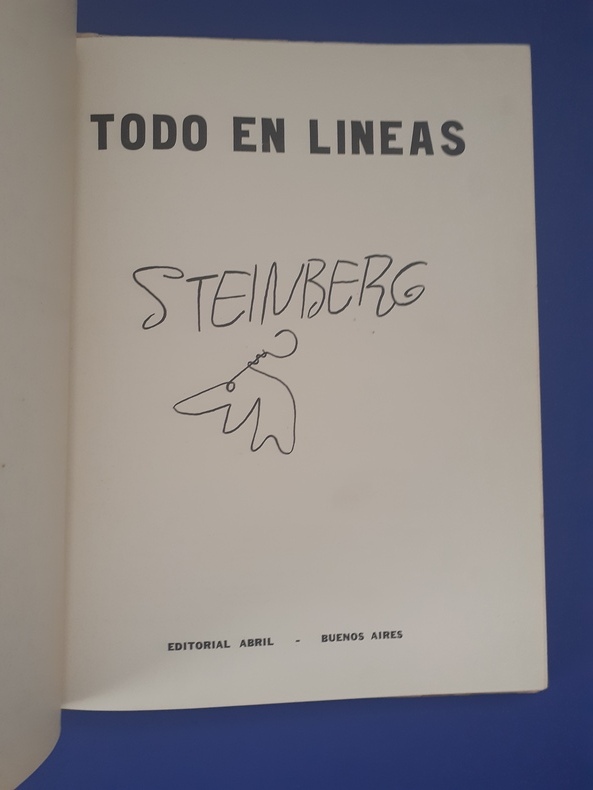 TODO EN LINEAS
STEINBERG
EDITORIAL ABRIL - BUENOS AIRES